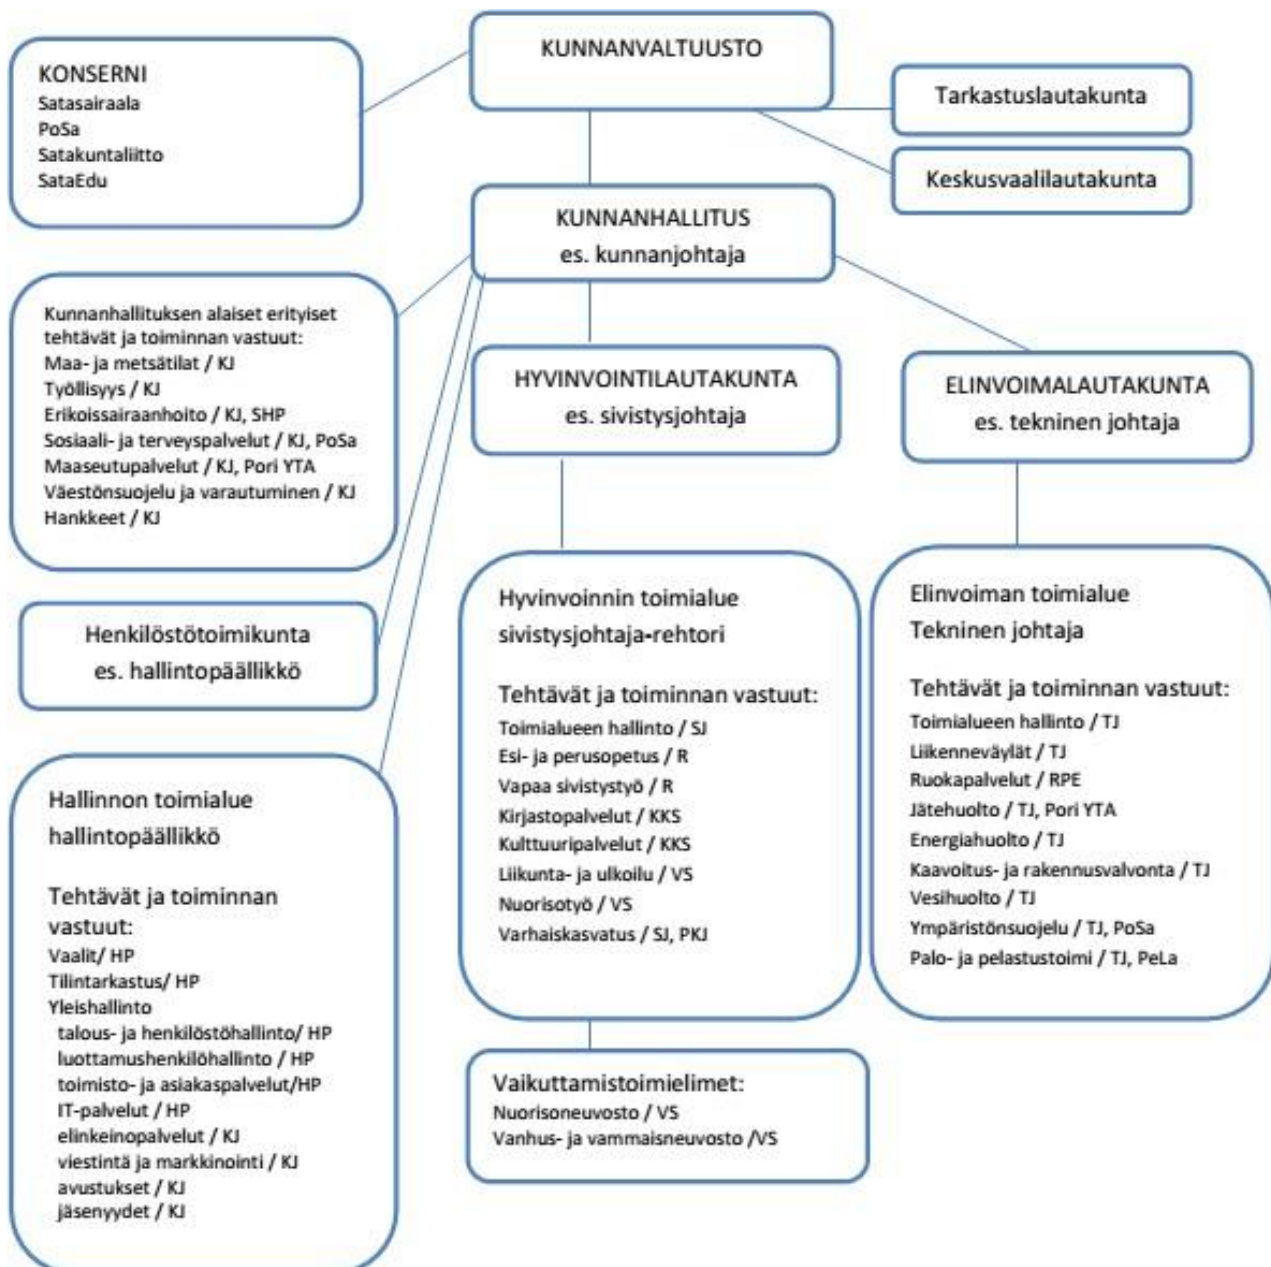 KUNNANVALTUUSTO
KONSERNI
Satasairaala
PoSa
Satakuntaliitto
SataEdu
Tarkastuslautakunta
Keskusvaalilautakunta
KUNNANHALLITUS
es. kunnanjohtaja
Kunnanhallituksen alaiset erityiset
tehtävät ja toiminnan vastuut:
Maa- ja metsätilat / KJ
Työllisyys / KJ
Erikoissairaanhoito / KJ, SHP
Sosiaali- ja terveyspalvelut / KJ, PoSa
Maaseutupalvelut / KJ, Pori YTA
Väestönsuojelu ja varautuminen / KJ
Hankkeet / KJ
HYVINVOINTILAUTAKUNTA
es. sivistysjohtaja
ELINVOIMALAUTAKUNTA
es. tekninen johtaja
Henkilöstötoimikunta
es. hallintopäällikkö
Hallinnon toimialue
hallintopäällikkö
Tehtävät ja toiminnan
vastuut:
Vaalit/ HP
Tilintarkastus/ HP
Yleishallinto
talous- ja henkilöstöhallinto/ HP
luottamushenkilöhallinto / HP
toimisto- ja asiakaspalvelut/HP
IT-palvelut / HP
elinkeinopalvelut / KJ
viestintä ja markkinointi / KJ
avustukset / KJ
jäsenyydet / KJ
Hyvinvoinnin toimialue
sivistysjohtaja-rehtori
Tehtävät ja toiminnan vastuut:
Toimialueen hallinto / SJ
Esi- ja perusopetus / R
Vapaa sivistystyö / R
Kirjastopalvelut / KKS
Kulttuuripalvelut / KKS
Liikunta- ja ulkoilu / VS
Nuorisotyö / VS
Varhaiskasvatus / SJ, PKJ
Elinvoiman toimialue
Tekninen johtaja
Tehtävät ja toiminnan vastuut:
Toimialueen hallinto / TJ
Liikenneväylät / TJ
Ruokapalvelut / RPE
Jätehuolto / TJ, Pori YTA
Energiahuolto / TJ
Kaavoitus- ja rakennusvalvonta / TJ
Vesihuolto / TJ
Ympäristönsuojelu / TJ, PoSa
Palo- ja pelastustoimi / TJ, PeLa
Vaikuttamistoimielimet:
Nuorisoneuvosto / VS
Vanhus- ja vammaisneuvosto /VS